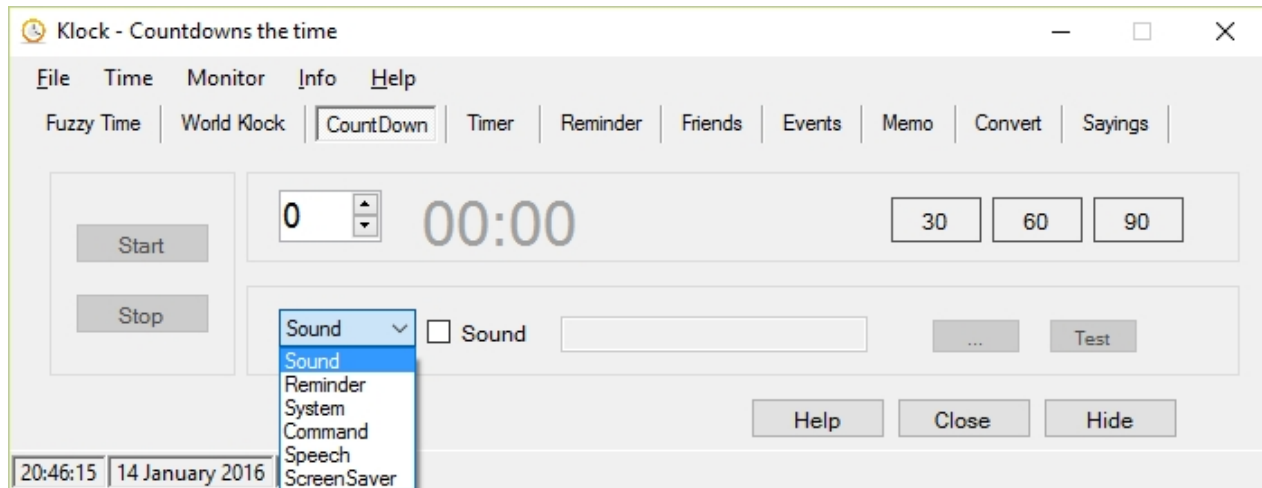 Klock - Countdowns the time
File Time Monitor Info Help
Fuzzy Time World Klock CountDown Timer Reminder Friends Events Memo Convert Sayings
0 00:00 30 60 90
Start
Stop
Sound Sound ... Test
Sound
Reminder
System
Command
Speech
ScreenSaver
Help Close Hide
20:46:15 14 January 2016